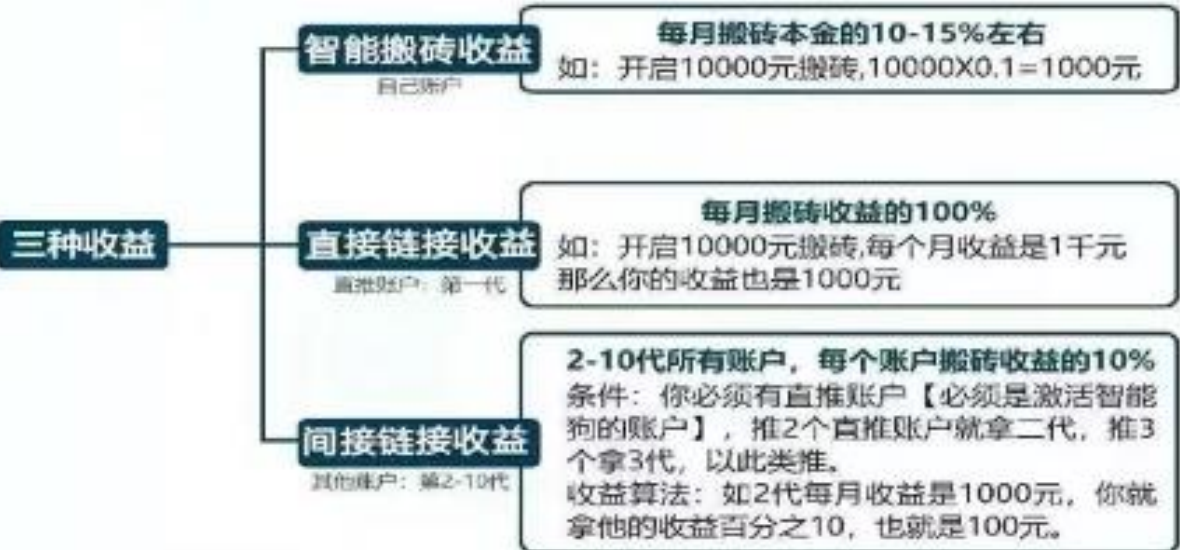 三种收益
智能搬砖收益
自己账户
每月搬砖本金的10-15%左右
如：开启10000元搬砖,10000X0.1=1000元
直接链接收益
直推账户：第一代
每月搬砖收益的100%
如：开启10000元搬砖,每个月收益是1千元
那么你的收益也是1000元
间接链接收益
其他账户：第2-10代
2-10代所有账户，每个账户搬砖收益的10%
条件：你必须有直推账户【必须是激活智能
狗的账户】，推2个直推账户就拿二代，推3
个拿3代，以此类推。
收益算法：如2代每月收益是1000元，你就
拿他的收益百分之10，也就是100元。